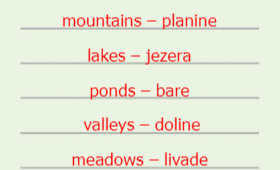 mountains – planine
lakes – jezera
ponds – bare
valleys – doline
meadows – livade